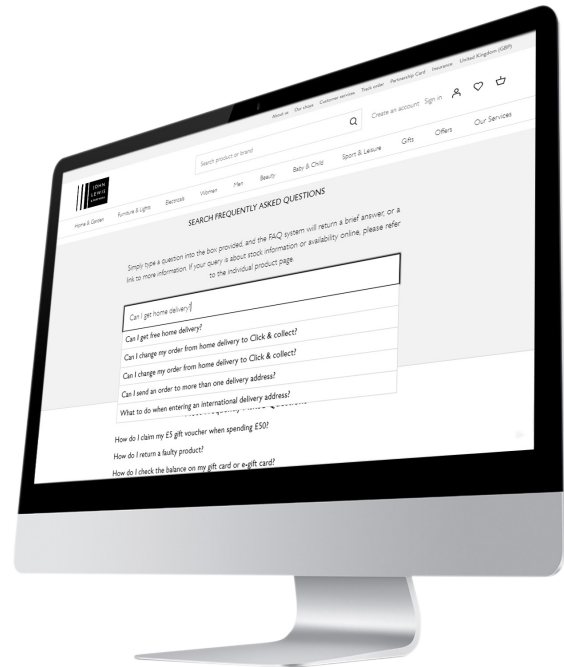 About us Our shops Customer services Track order Partnership Card Insurance United Kingdom (GBP)
Search product or brand
Create an account Sign in
JOHN
LEWIS
Home & Garden Furniture & Lights Electricals Women Men Beauty Baby & Child Sport & Leisure Gifts Offers Our Services
SEARCH FREQUENTLY ASKED QUESTIONS
Simply type a question into the box provided, and the FAQ system will return a brief answer, or a
link to more information. If your query is about stock information or availability online, please refer
to the individual product page.
Can I get home delivery?
Can I get free home delivery?
Can I change my order from home delivery to Click & collect?
Can I change my order from home delivery to Click & collect?
Can I send an order to more than one delivery address?
What to do when entering an international delivery address?
How do I claim my £5 gift voucher when spending £50?
How do I return a faulty product?
How do I check the balance on my gift card or e-gift card?